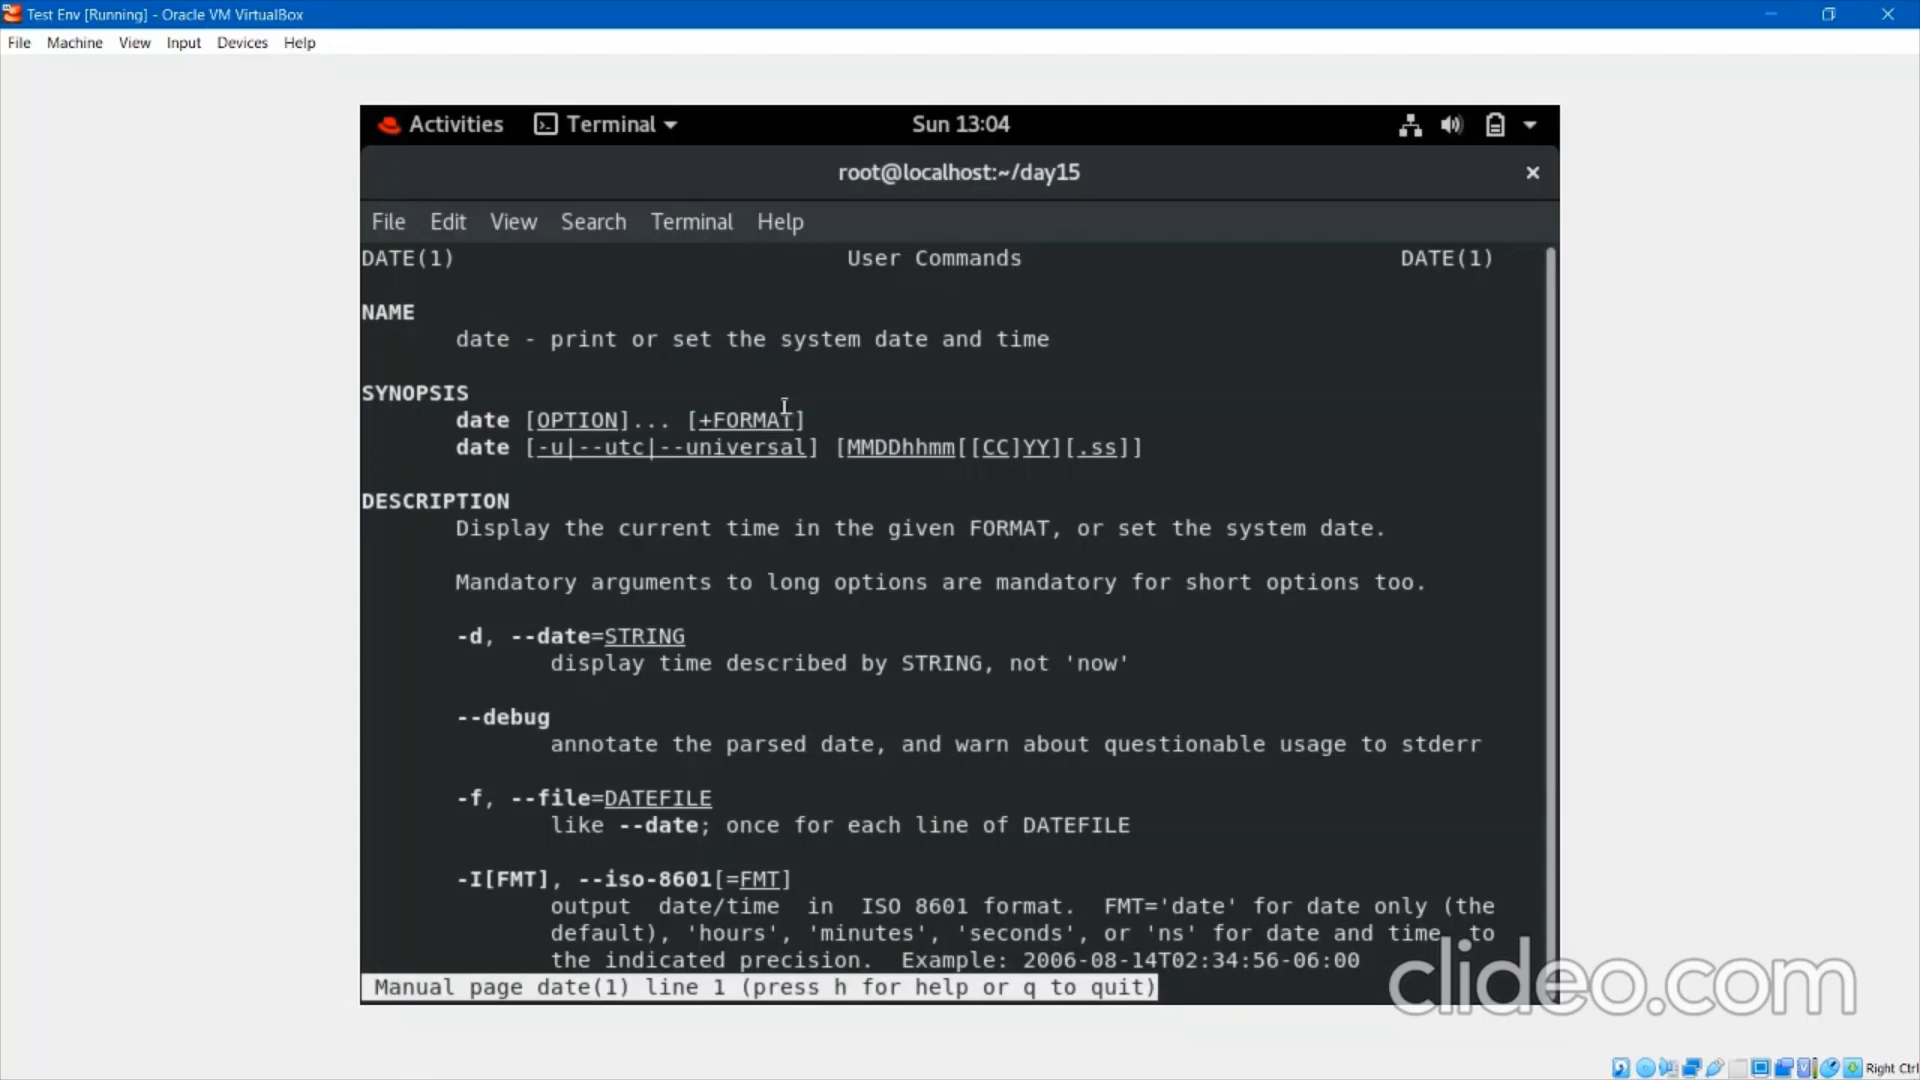 Test Env [Running] - Oracle VM VirtualBox
File Machine View Input Devices Help
Activities Terminal Sun 13:04
root@localhost:~/day15
File Edit View Search Terminal Help
DATE(1) User Commands DATE(1)
NAME
date - print or set the system date and time
SYNOPSIS
date [OPTION]... [+FORMAT]
date [-u|--utc|--universal] [MMDDhhmm[[CC]YY][.ss]]
DESCRIPTION
Display the current time in the given FORMAT, or set the system date.
Mandatory arguments to long options are mandatory for short options too.
-d, --date=STRING
display time described by STRING, not 'now'
--debug
annotate the parsed date, and warn about questionable usage to stderr
-f, --file=DATEFILE
like --date; once for each line of DATEFILE
-I[FMT], --iso-8601[=FMT]
output date/time in ISO 8601 format. FMT='date' for date only (the
default), 'hours', 'minutes', 'seconds', or 'ns' for date and time to
the indicated precision. Example: 2006-08-14T02:34:56-06:00
Manual page date(1) line 1 (press h for help or q to quit)
clideo.com
Right Ctrl